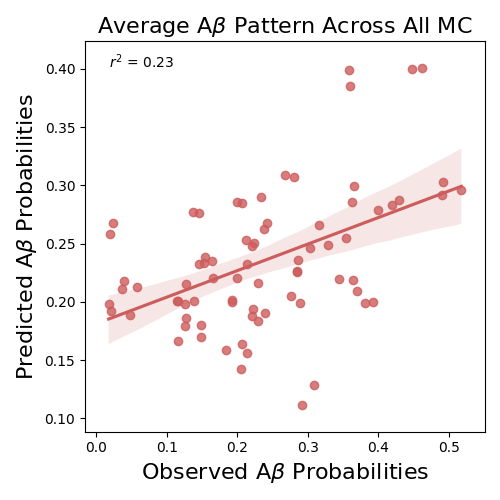 Average Aβ Pattern Across All MC
r² = 0.23
Predicted Aβ Probabilities
0.40
0.35
0.30
0.25
0.20
0.15
0.10
0.0 0.1 0.2 0.3 0.4 0.5
Observed Aβ Probabilities